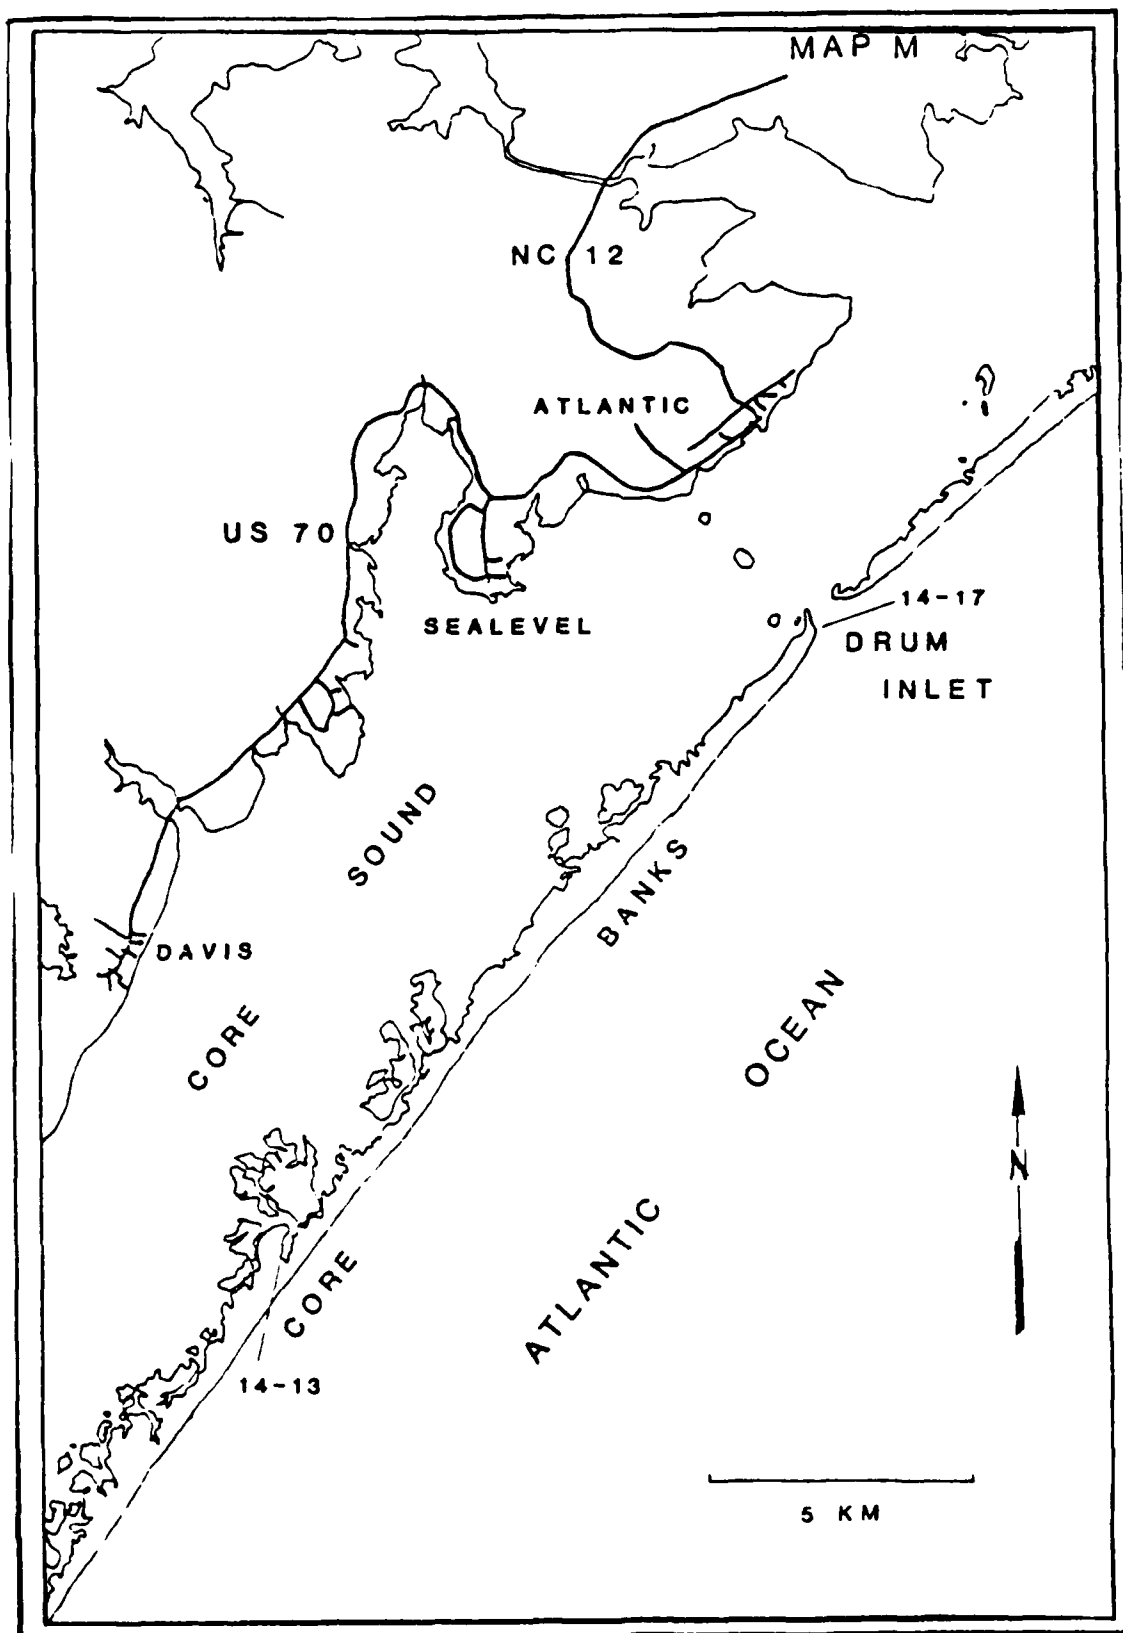 MAP M
NC 12
ATLANTIC
US 70
14-17
SEALEVEL
DRUM
INLET
SOUND
BANKS
DAVIS
OCEAN
CORE
N
ATLANTIC
CORE
14-13
5 KM